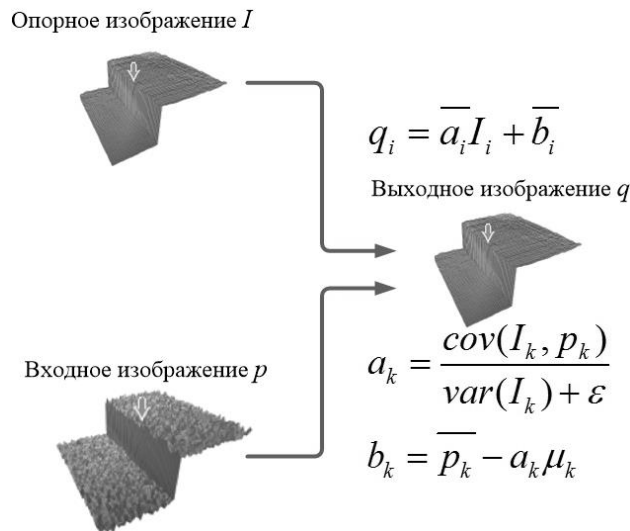 Опорное изображение I
q_i = \overline{a_i} I_i + \overline{b_i}
Выходное изображение q
Входное изображение p
a_k = \frac{cov(I_k, p_k)}{var(I_k) + ε}
b_k = \overline{p_k} − a_k μ_k